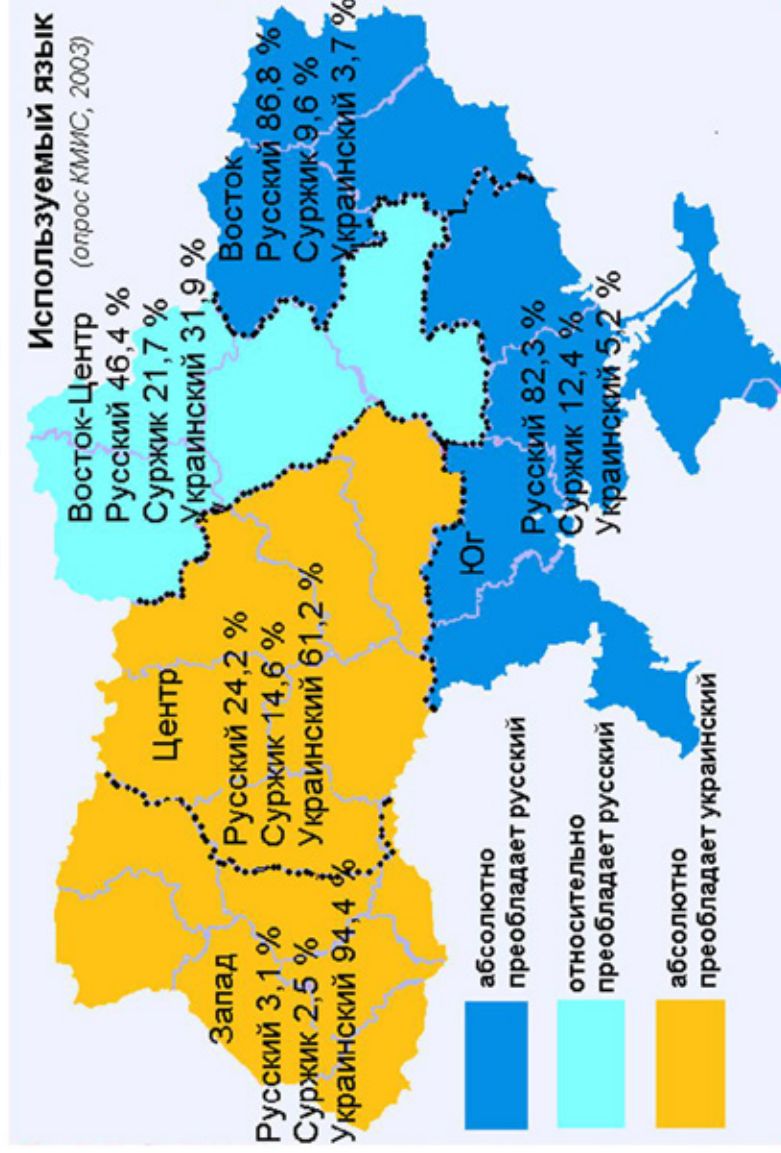 Используемый язык
(опрос КМИС, 2003)
Восток-Центр
Русский 46,4 %
Суржик 21,7 %
Украинский 31,9 %
Восток
Русский 86,8 %
Суржик 9,6 %
Украинский 3,7 %
Центр
Русский 24,2 %
Суржик 14,6 %
Украинский 61,2 %
Запад
Русский 3,1 %
Суржик 2,5 %
Украинский 94,4 %
Юг
Русский 82,3 %
Суржик 12,4 %
Украинский 5,2 %
абсолютно
преобладает русский
относительно
преобладает русский
абсолютно
преобладает украинский